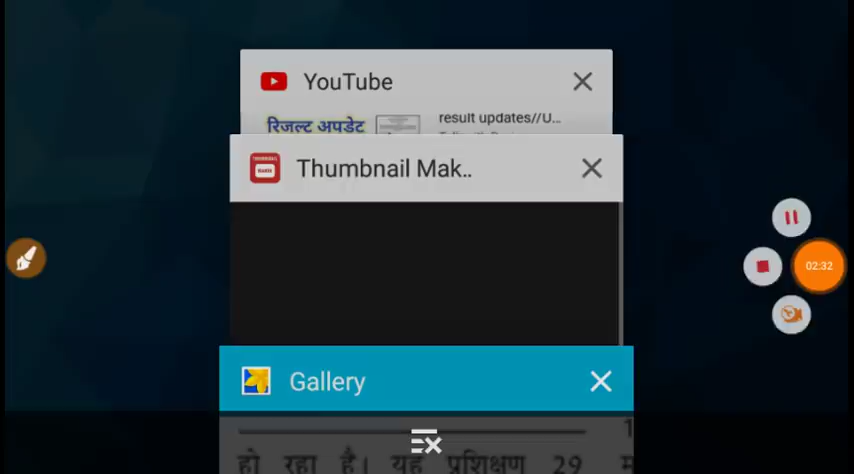 YouTube
रिजल्ट अपडेट
result updates//U...
Thumbnail Mak..
02:32
Gallery
हो रहा है। यह प्रशिक्षण 29